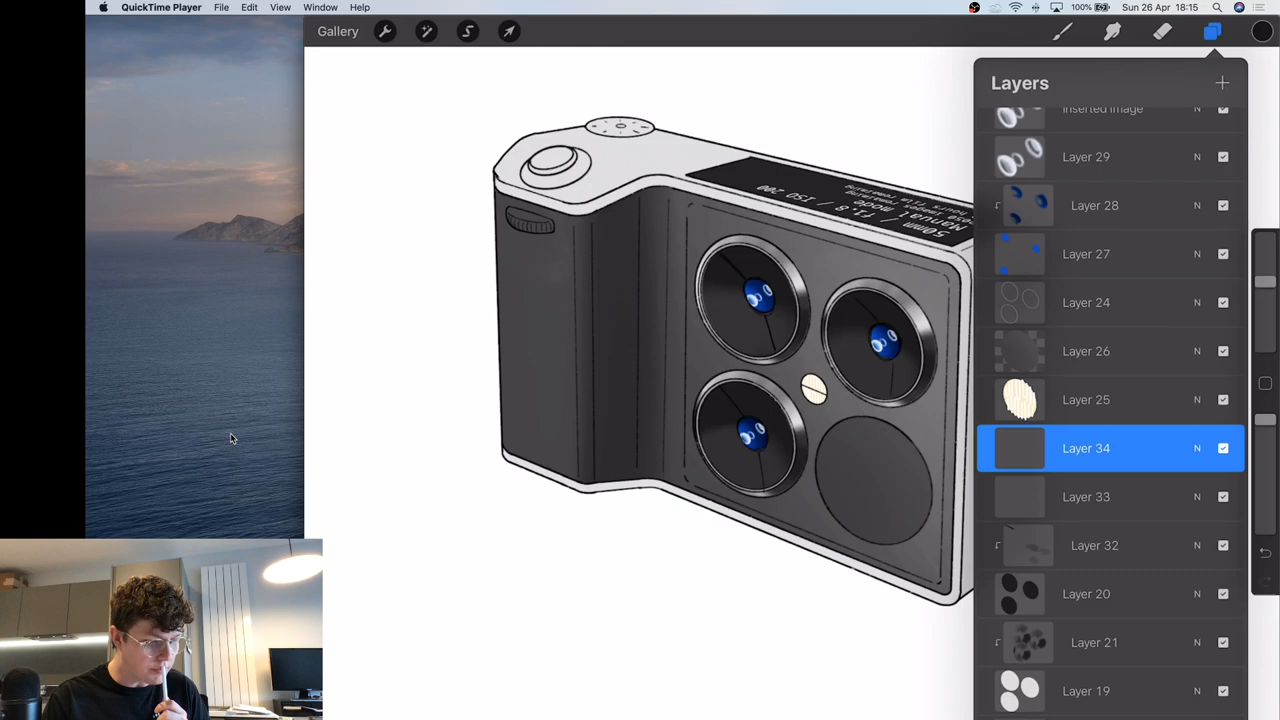 QuickTime Player File Edit View Window Help 100% Sun 26 Apr 18:15
Gallery
Layers
Inserted Image N
Layer 29 N
Layer 28 N
Layer 27 N
Layer 24 N
Layer 26 N
Layer 25 N
Layer 34 N
Layer 33 N
Layer 32 N
Layer 20 N
Layer 21 N
Layer 19 N
50mm / f1.8 / ISO 200
Manual mode